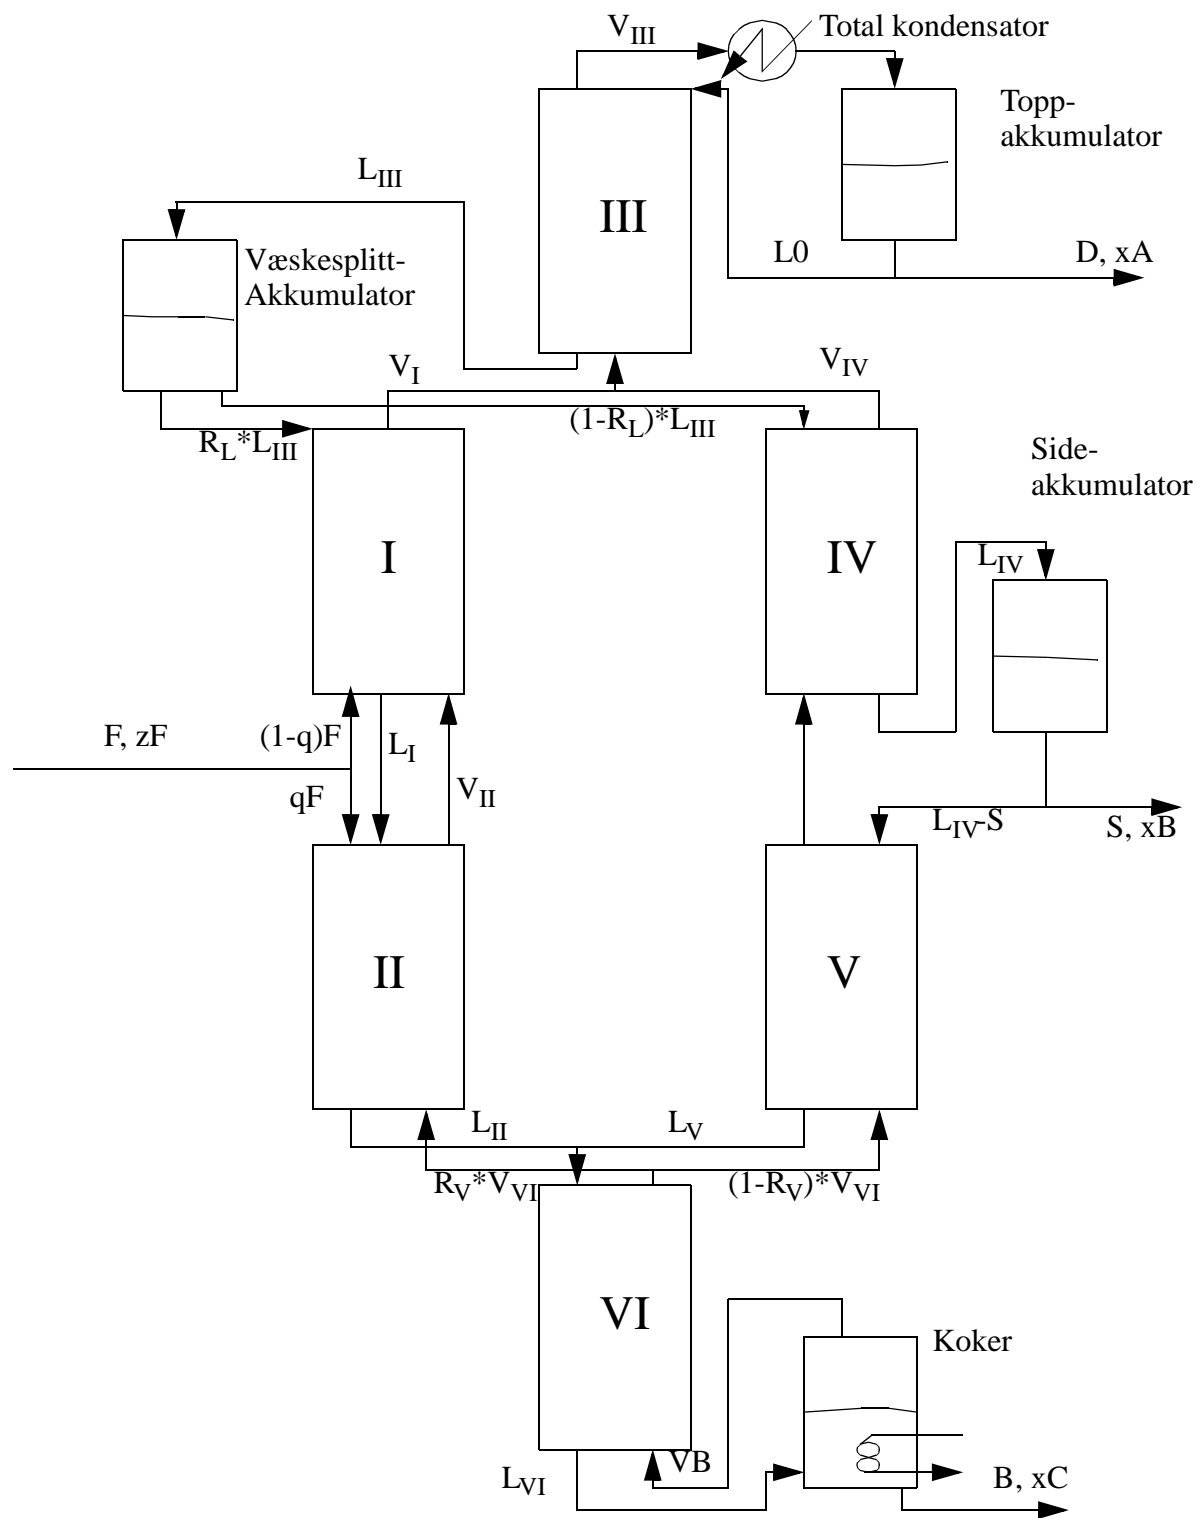 V_III
Total kondensator
Topp-
akkumulator
L_III
III
Væskesplitt-
Akkumulator
L0
D, xA
V_I
V_IV
R_L*L_III
(1-R_L)*L_III
Side-
akkumulator
I
IV
L_IV
F, zF
(1-q)F
L_I
qF
V_II
L_IV-S
S, xB
II
V
L_II
L_V
R_V*V_VI
(1-R_V)*V_VI
VI
Koker
VB
L_VI
B, xC